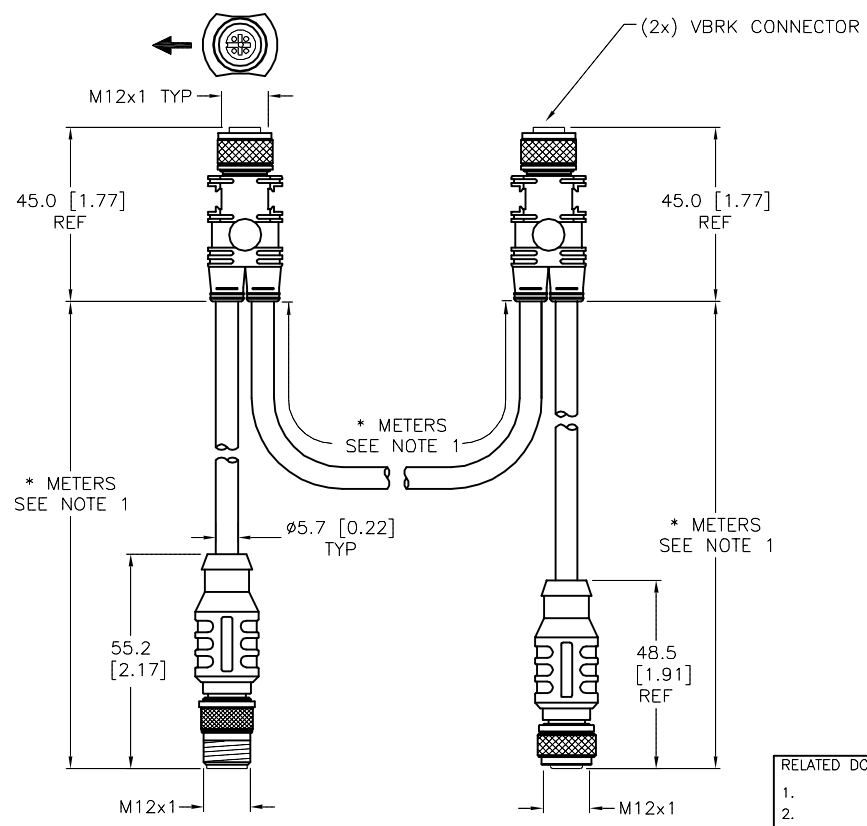 (2x) VBRK CONNECTOR
M12x1 TYP
45.0 [1.77]
REF
45.0 [1.77]
REF
* METERS
SEE NOTE 1
* METERS
SEE NOTE 1
ø5.7 [0.22]
TYP
* METERS
SEE NOTE 1
55.2
[2.17]
48.5
[1.91]
REF
M12x1
M12x1
RELATED DO
1.
2.